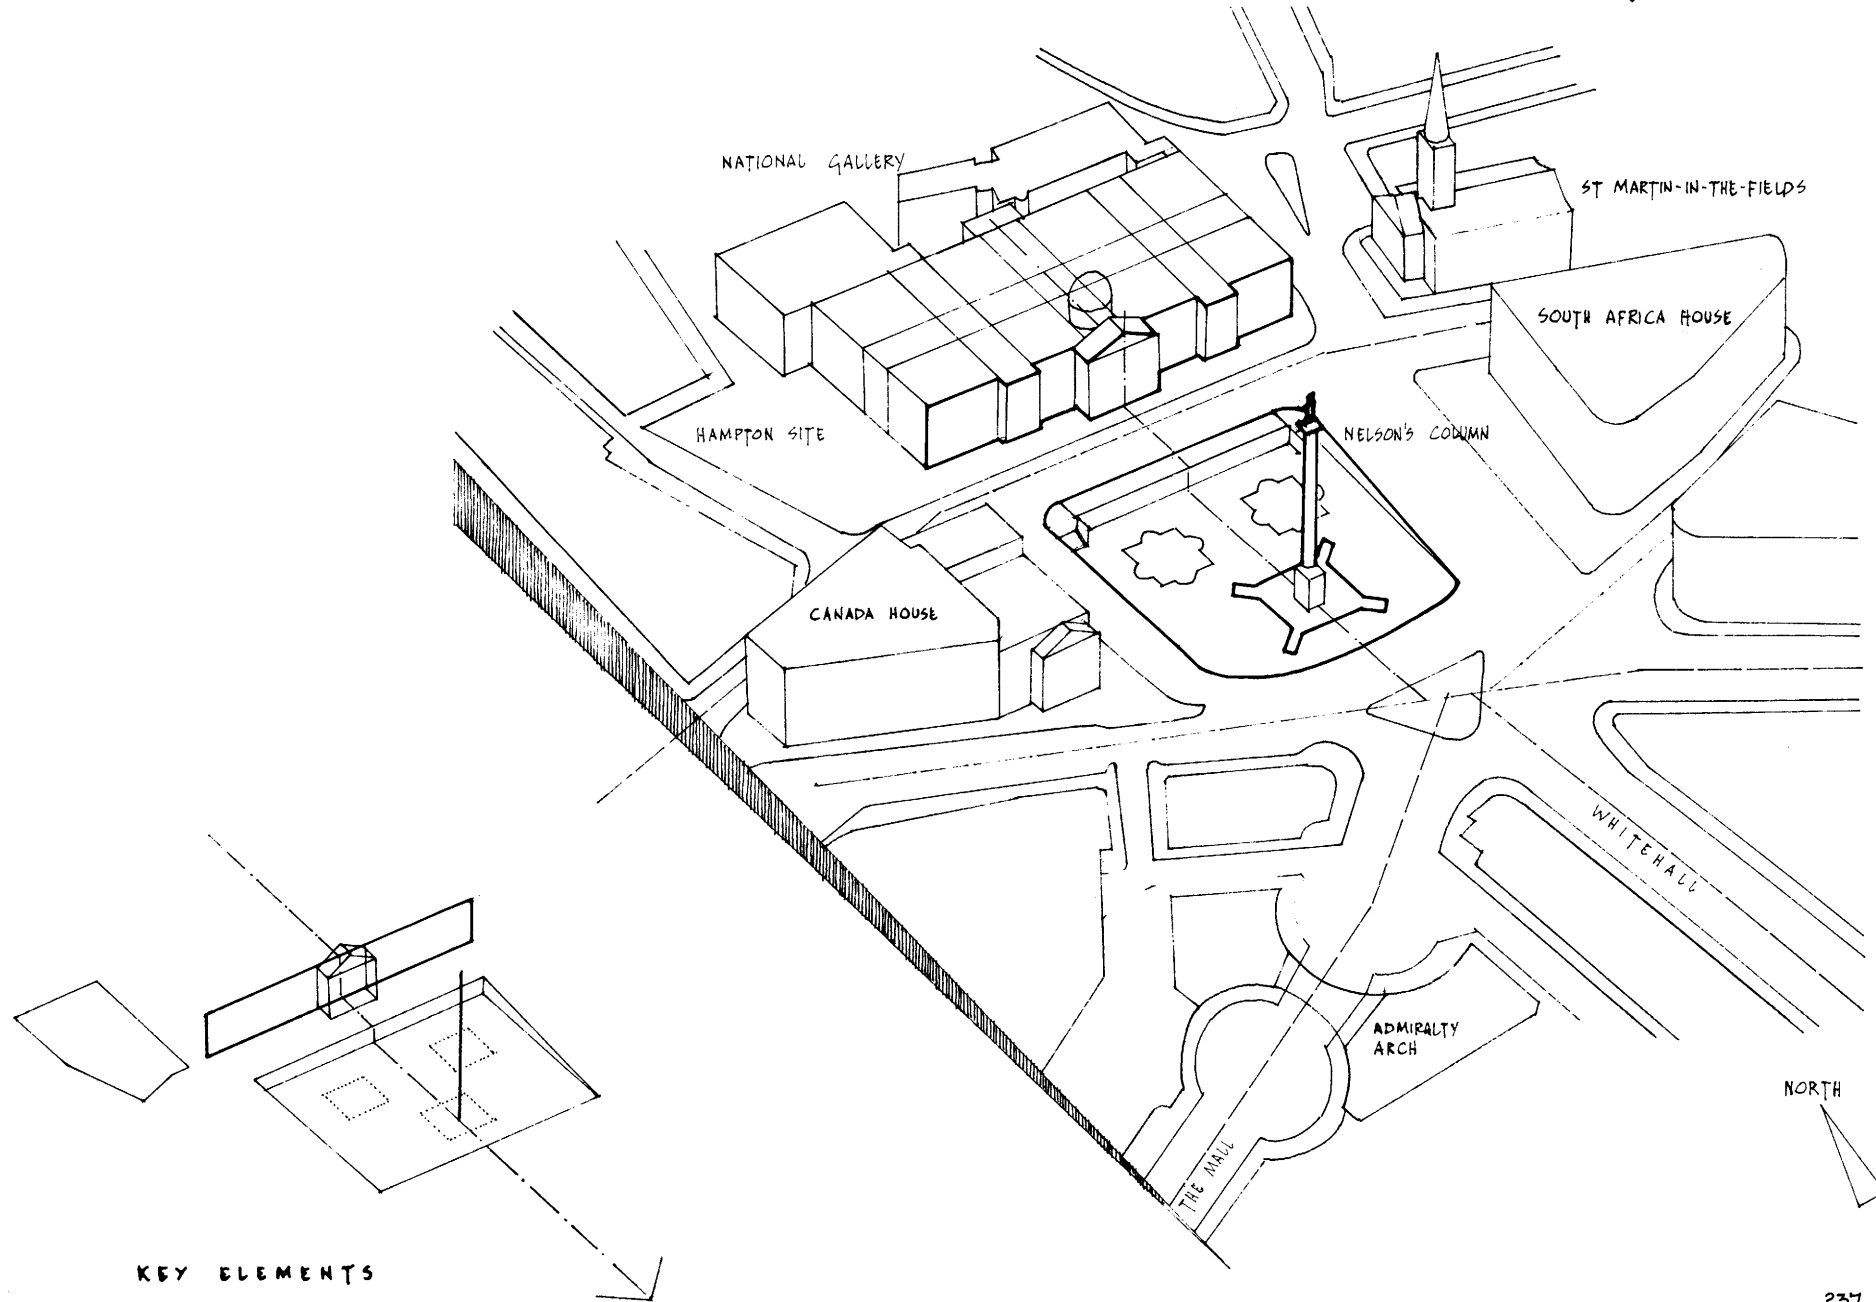 NATIONAL GALLERY
ST MARTIN-IN-THE-FIELDS
SOUTH AFRICA HOUSE
HAMPTON SITE
NELSON'S COLUMN
CANADA HOUSE
WHITEHALL
ADMIRALTY
ARCH
NORTH
THE MALL
KEY ELEMENTS
237